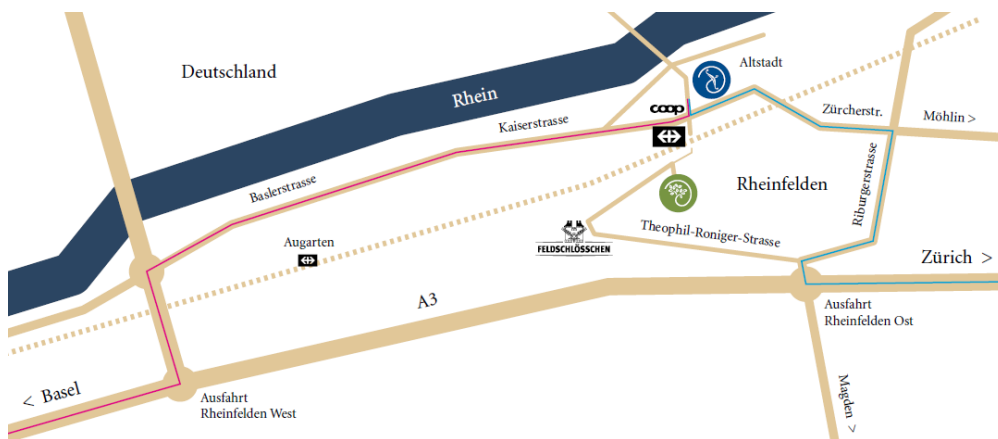 Deutschland
Rhein
Altstadt
coop
Kaiserstrasse
Zürcherstr.
Möhlin >
Baslerstrasse
Riburgerstrasse
Rheinfelden
Augarten
FELDSCHLÖSSCHEN
Theophil-Roniger-Strasse
Zürich >
A3
Ausfahrt
Rheinfelden Ost
< Basel
Ausfahrt
Rheinfelden West
Magden >